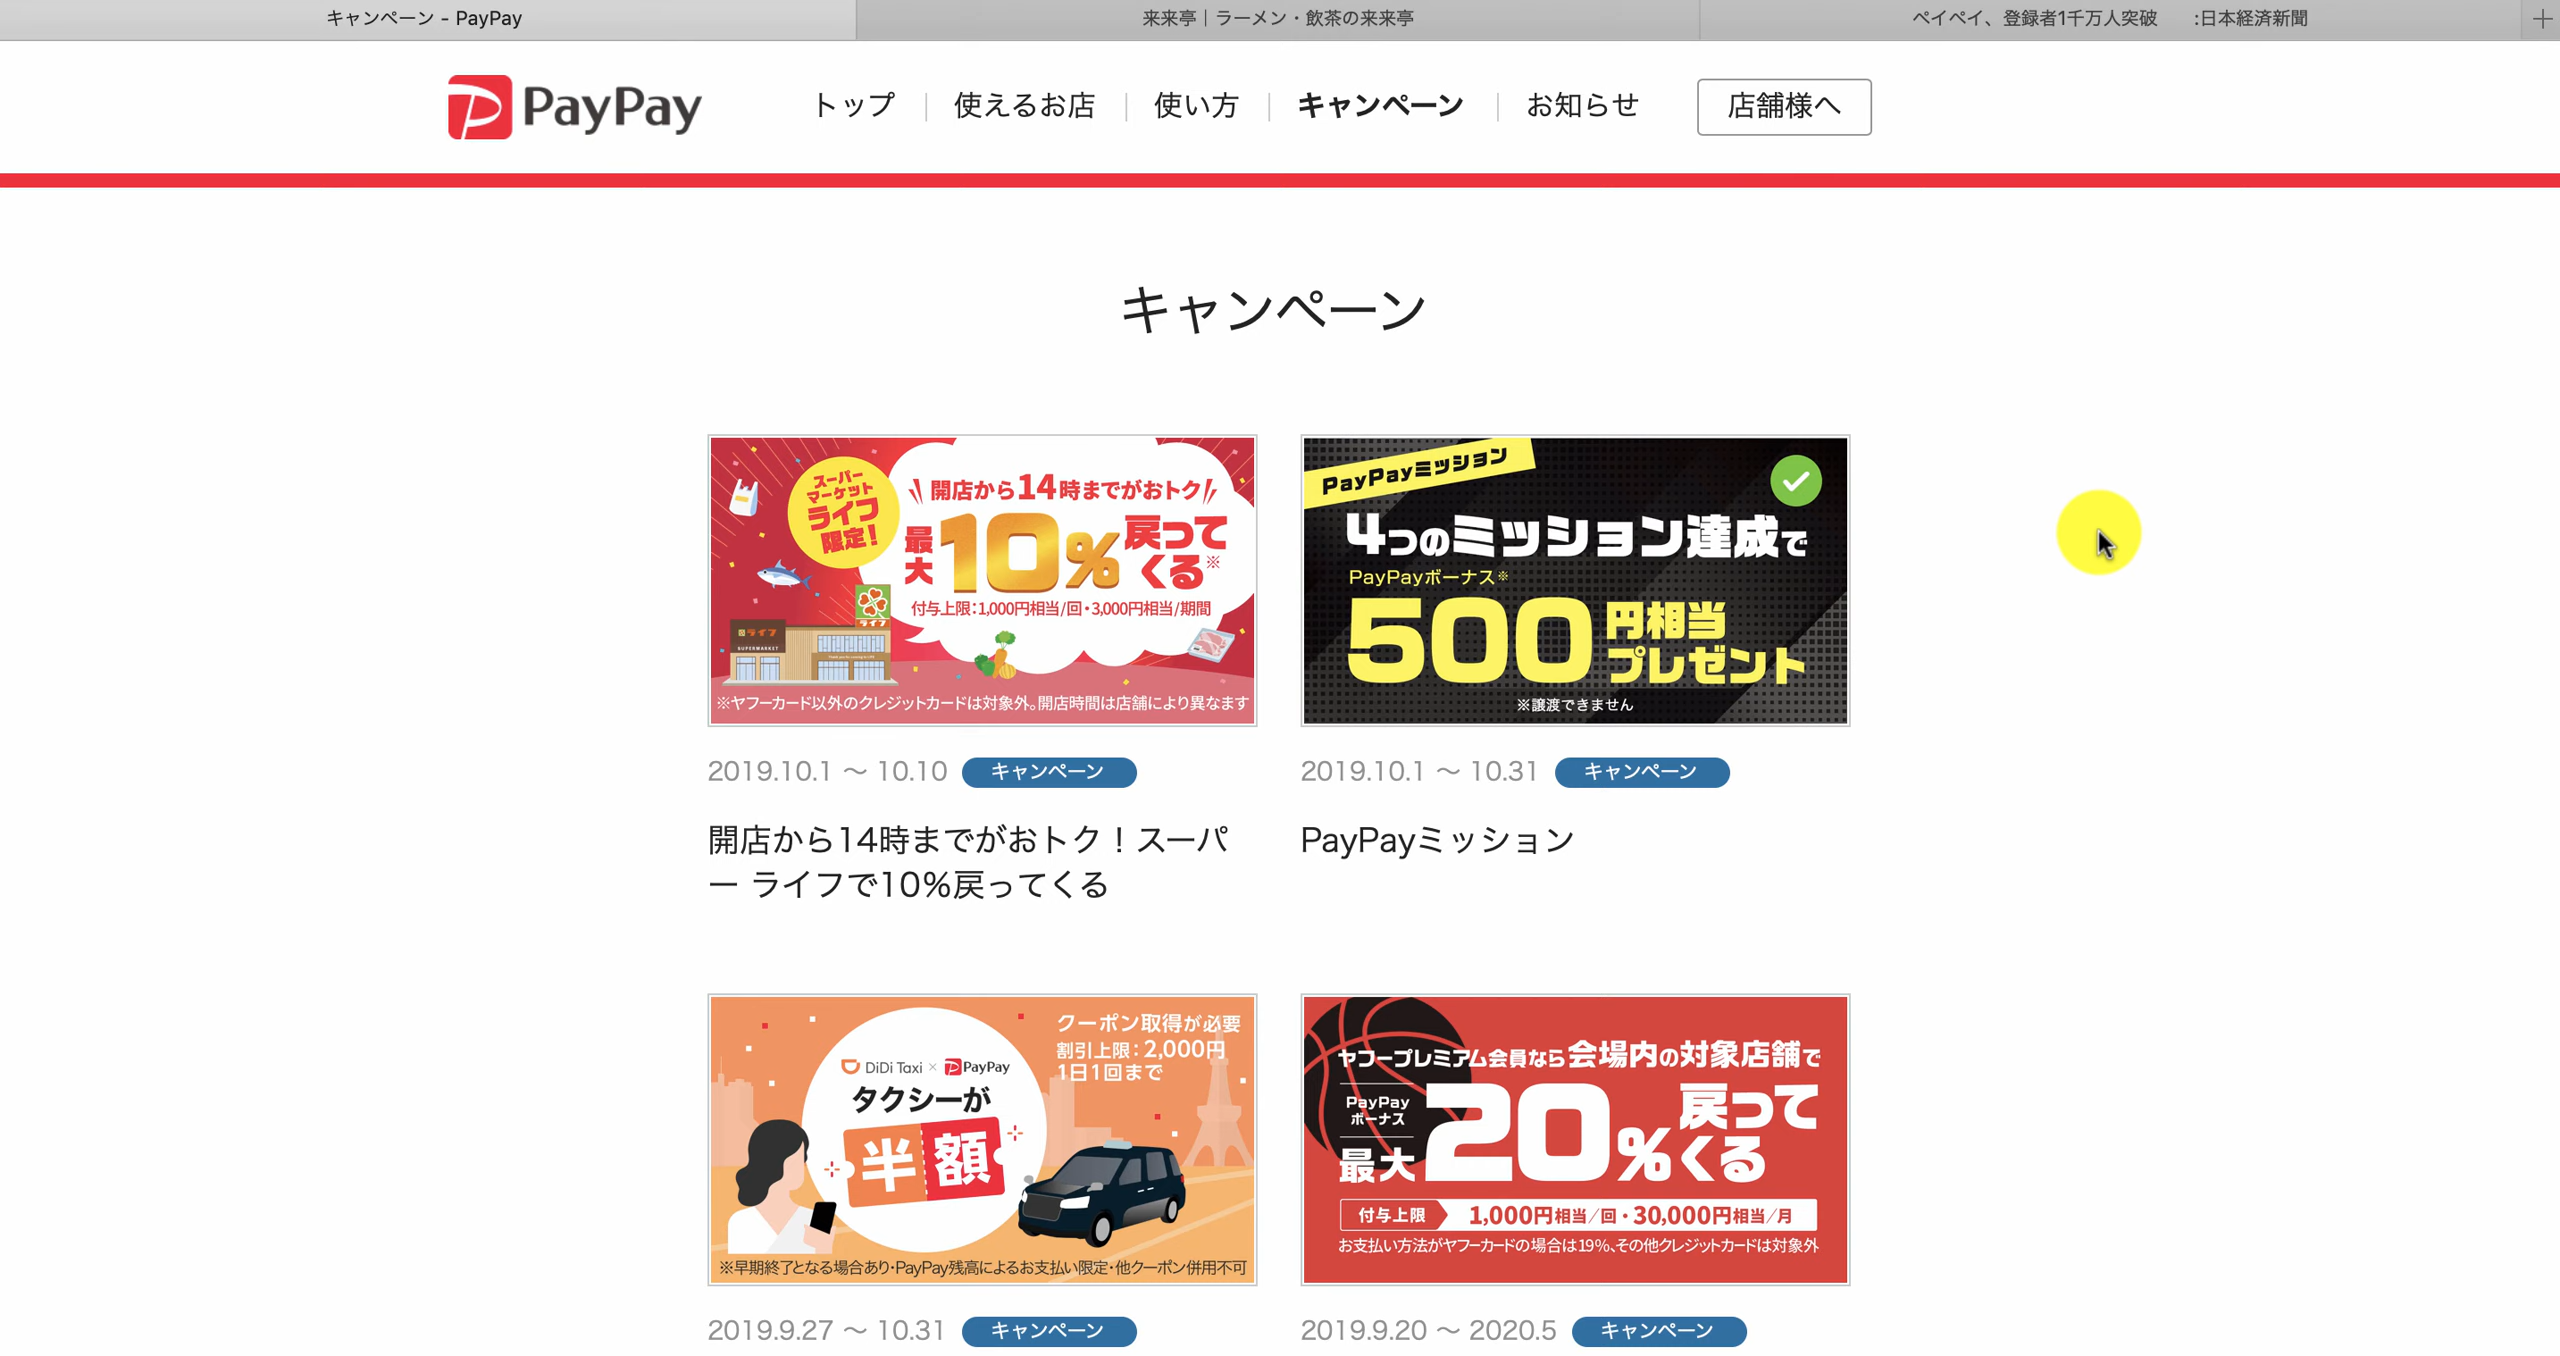 キャンペーン - PayPay
来来亭｜ラーメン・飲茶の来来亭
ペイペイ、登録者1千万人突破　　:日本経済新聞
PayPay
トップ
使えるお店
使い方
キャンペーン
お知らせ
店舗様へ
キャンペーン
スーパー
マーケット
ライフ
限定！
開店から14時までがおトク
最大10%戻ってくる※
付与上限：1,000円相当/回・3,000円相当/期間
ライフ
ライフ
SUPERMARKET
※ヤフーカード以外のクレジットカードは対象外。開店時間は店舗により異なります
2019.10.1 〜 10.10
キャンペーン
開店から14時までがおトク！スーパ
ー ライフで10%戻ってくる
PayPayミッション
4つのミッション達成で
PayPayボーナス※
500円相当
プレゼント
※譲渡できません
2019.10.1 〜 10.31
キャンペーン
PayPayミッション
クーポン取得が必要
割引上限：2,000円
1日1回まで
DiDi Taxi × PayPay
タクシーが
半額
※早期終了となる場合あり・PayPay残高によるお支払い限定・他クーポン併用不可
2019.9.27 〜 10.31
キャンペーン
ヤフープレミアム会員なら会場内の対象店舗で
PayPay
ボーナス
最大20%戻ってくる
付与上限 1,000円相当/回・30,000円相当/月
お支払い方法がヤフーカードの場合は19%、その他クレジットカードは対象外
2019.9.20 〜 2020.5
キャンペーン